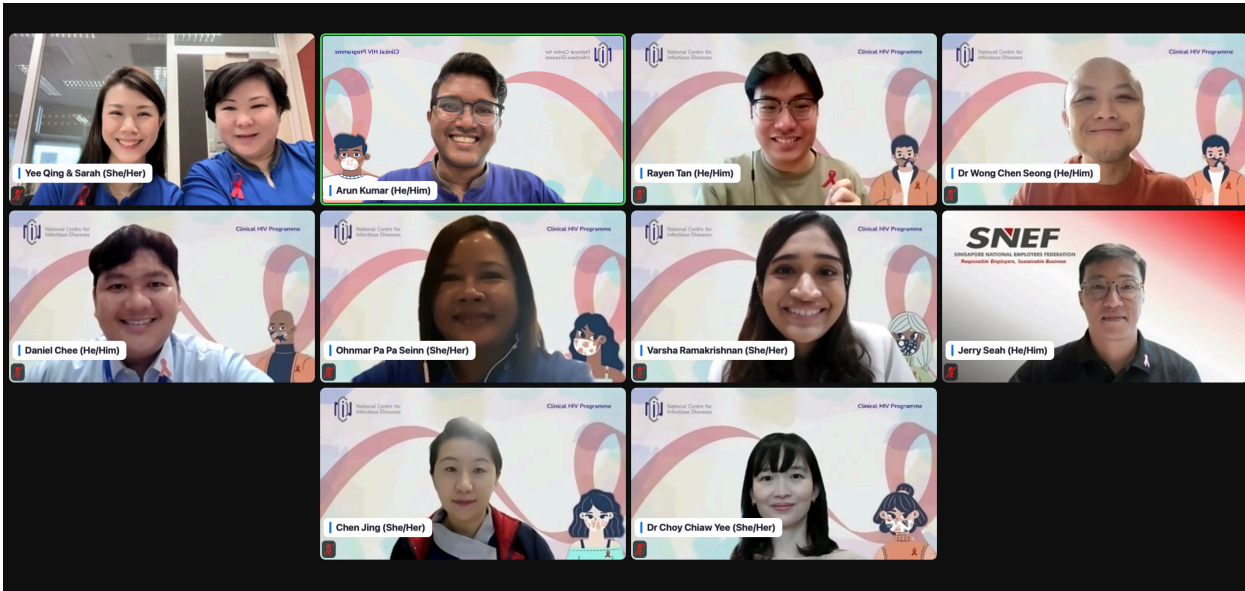 Yee Qing & Sarah (She/Her)
Clinical HIV Programme
National Centre for
Infectious Diseases
Arun Kumar (He/Him)
National Centre for
Infectious Diseases
Clinical HIV Programme
Rayen Tan (He/Him)
National Centre for
Infectious Diseases
Clinical HIV Programme
Dr Wong Chen Seong (He/Him)
National Centre for
Infectious Diseases
Clinical HIV Programme
Daniel Chee (He/Him)
National Centre for
Infectious Diseases
Clinical HIV Programme
Ohnmar Pa Pa Seinn (She/Her)
National Centre for
Infectious Diseases
Clinical HIV Programme
Varsha Ramakrishnan (She/Her)
SNEF
SINGAPORE NATIONAL EMPLOYERS FEDERATION
Responsible Employers, Sustainable Business
Jerry Seah (He/Him)
National Centre for
Infectious Diseases
Clinical HIV Programme
Chen Jing (She/Her)
National Centre for
Infectious Diseases
Clinical HIV Programme
Dr Choy Chiaw Yee (She/Her)